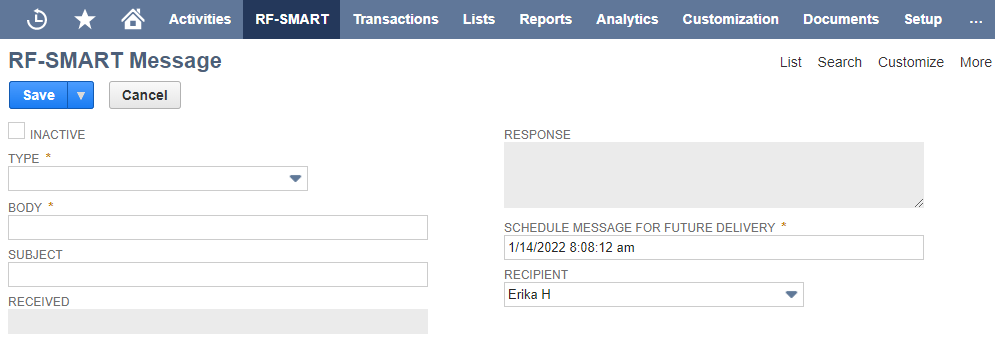 Activities RF-SMART Transactions Lists Reports Analytics Customization Documents Setup ...
RF-SMART Message
List Search Customize More
Save Cancel
INACTIVE
TYPE *
BODY *
SUBJECT
RECEIVED
RESPONSE
SCHEDULE MESSAGE FOR FUTURE DELIVERY *
1/14/2022 8:08:12 am
RECIPIENT
Erika H